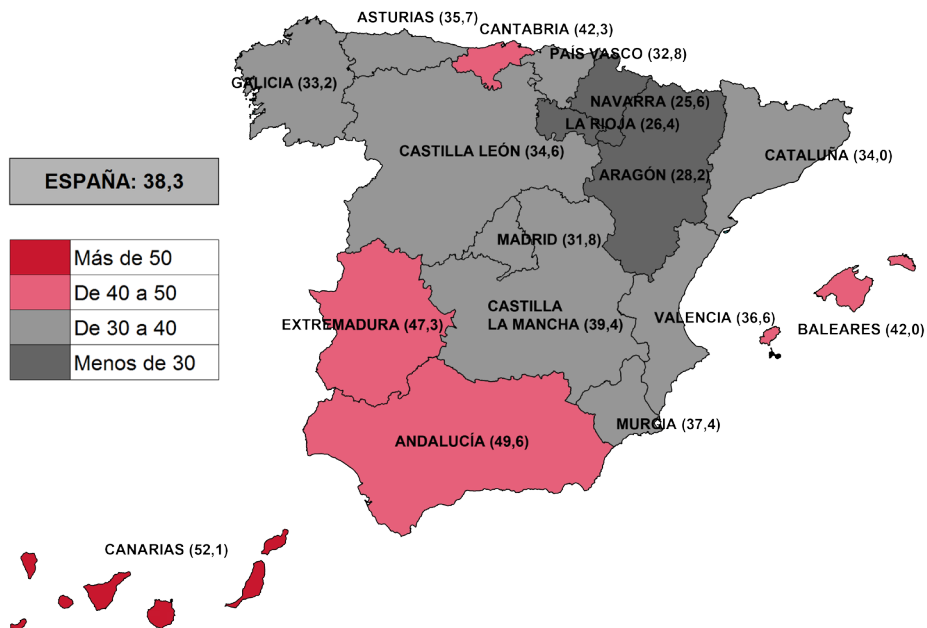 ASTURIAS (35,7)
CANTABRIA (42,3)
PAÍS VASCO (32,8)
GALICIA (33,2)
NAVARRA (25,6)
LA RIOJA (26,4)
CASTILLA LEÓN (34,6)
CATALUÑA (34,0)
ARAGÓN (28,2)
ESPAÑA: 38,3
MADRID (31,8)
Más de 50
De 40 a 50
De 30 a 40
Menos de 30
CASTILLA
LA MANCHA (39,4)
EXTREMADURA (47,3)
VALENCIA (36,6)
BALEARES (42,0)
MURCIA (37,4)
ANDALUCÍA (49,6)
CANARIAS (52,1)